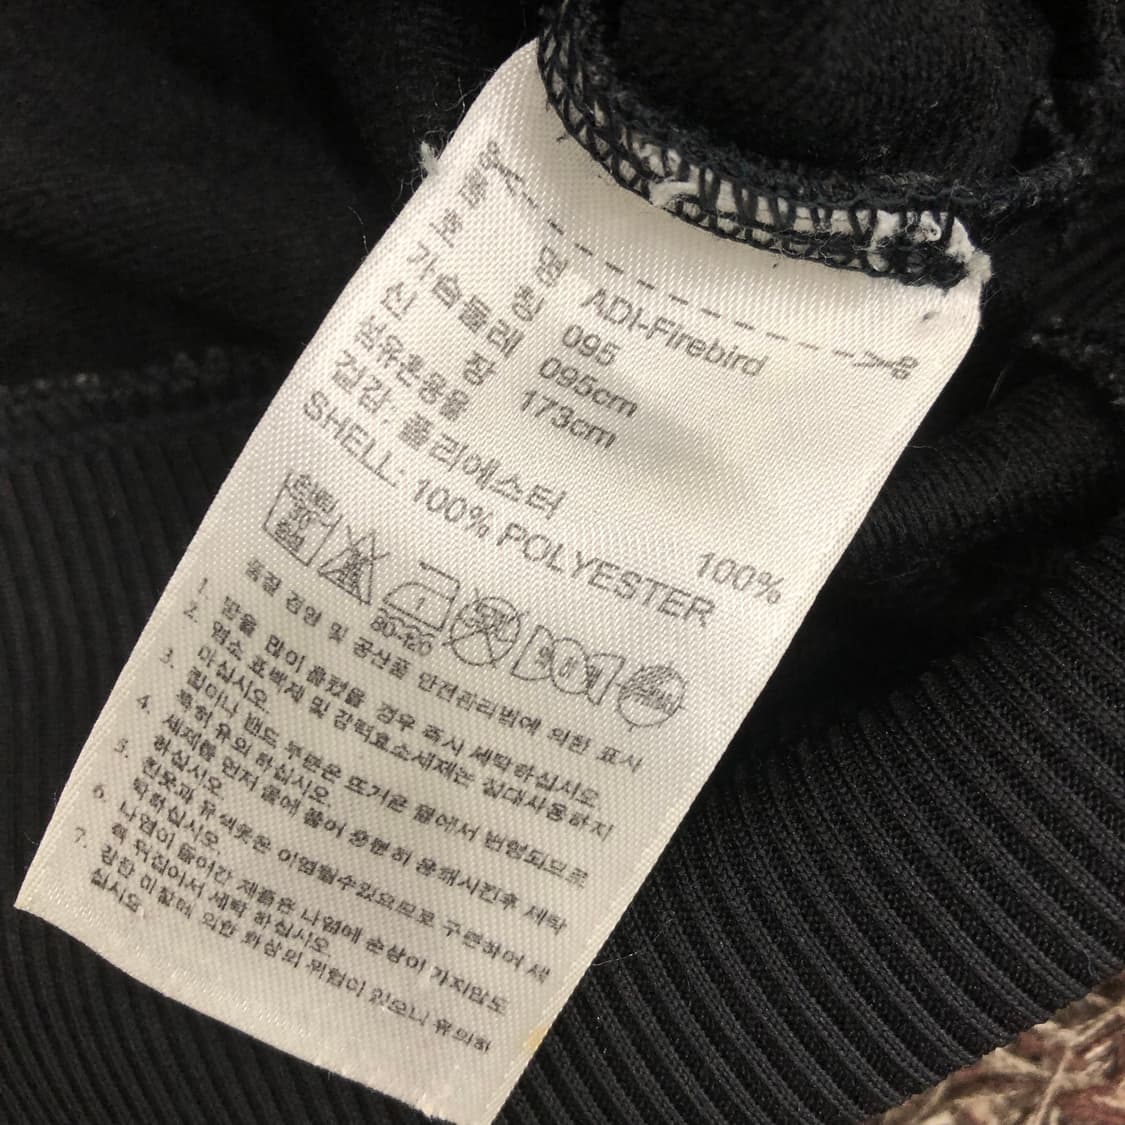 품 명 ADI-Firebird
호 칭 095
가슴둘레 095cm
신 장 173cm
섬유혼용율
겉감: 폴리에스터 100%
SHELL: 100% POLYESTER
80~120
품질 경영 및 공산품 안전관리법에 의한 표시
1. 땀을 많이 흘렸을 경우 즉시 세탁하십시오.
2. 염소 표백제 및 강력효소세제는 절대사용하지
마십시오.
3. 립이나 밴드 부분은 뜨거운 물에서 변형되므로
특히 유의 하십시오.
4. 세제를 먼저 물에 풀어 충분히 용해시킨후 세탁
하십시오.
5. 흰옷과 유색옷은 이염될수있으므로 구분하여 세
탁하십시오.
6. 나염이 들어간 제품은 나염에 손상이 가지않도
록 뒤집어서 세탁 하십시오.
7. 강한 마찰에 의한 화상의 위험이 있으니 유의하
십시오.